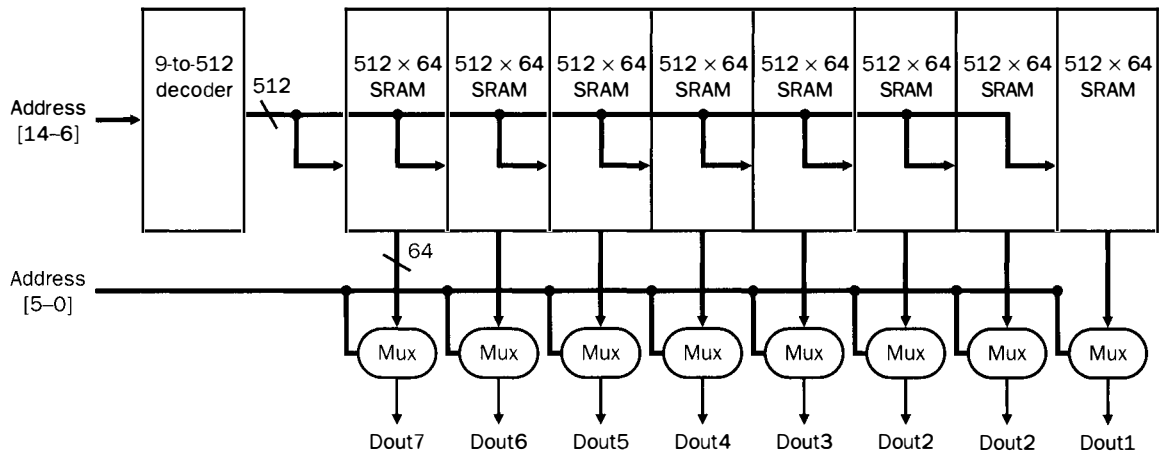 9-to-512
decoder
512
512 × 64
SRAM
512 × 64
SRAM
512 × 64
SRAM
512 × 64
SRAM
512 × 64
SRAM
512 × 64
SRAM
512 × 64
SRAM
512 × 64
SRAM
Address
[14–6]
64
Address
[5–0]
Mux
Mux
Mux
Mux
Mux
Mux
Mux
Mux
Dout7
Dout6
Dout5
Dout4
Dout3
Dout2
Dout2
Dout1